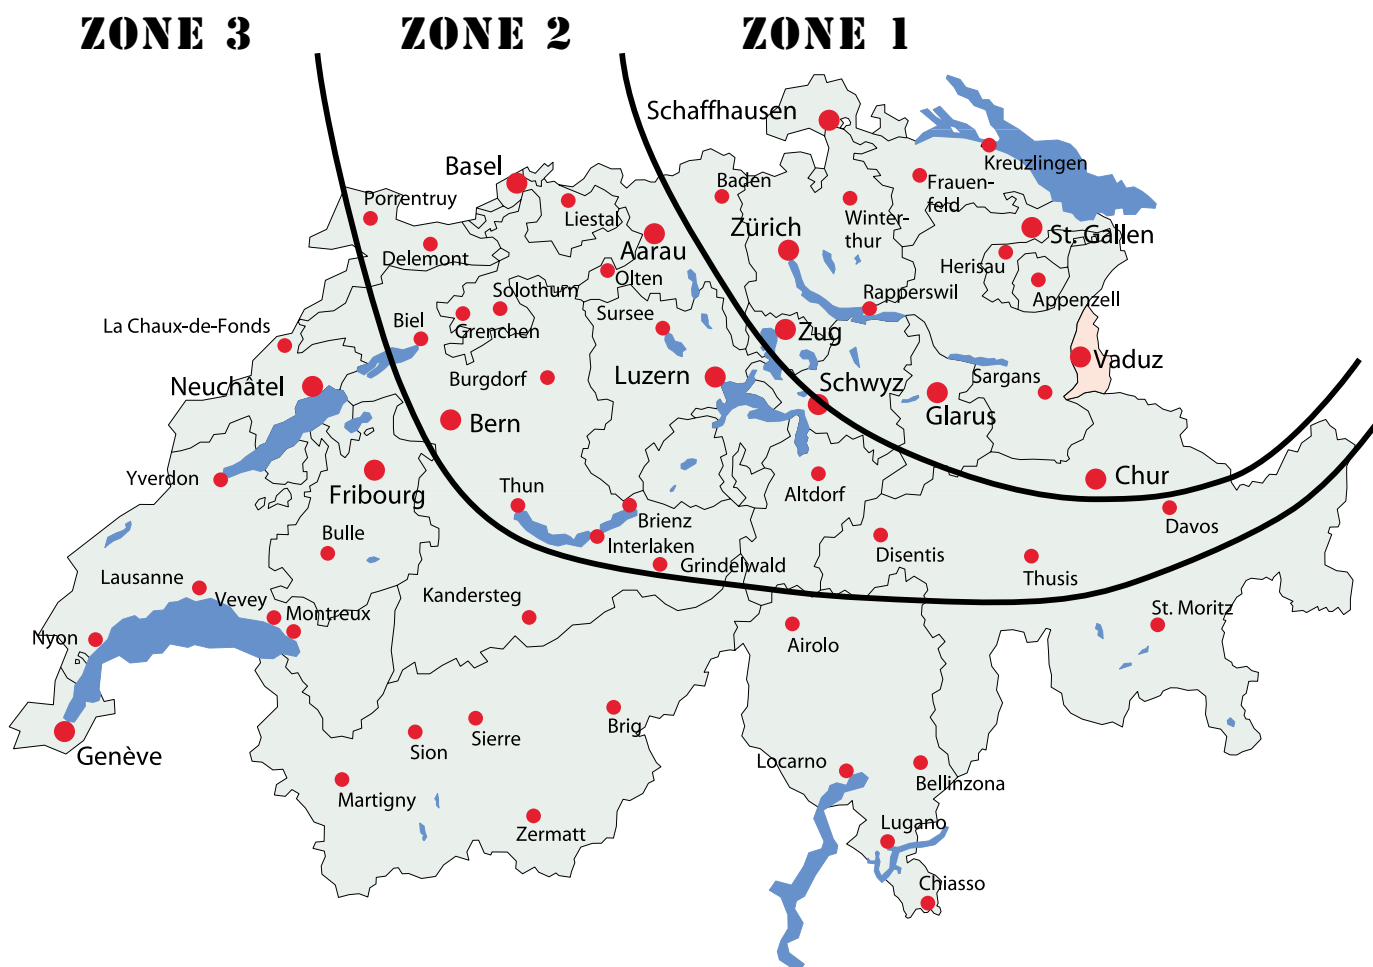 ZONE 3 ZONE 2 ZONE 1
Schaffhausen
Kreuzlingen
Basel
Baden
Frauen-
feld
Porrentruy
Liestal
Winter-
thur
Zürich
St. Gallen
Aarau
Delemont
Herisau
Olten
Appenzell
Solothurn
Rapperswil
La Chaux-de-Fonds
Biel
Grenchen
Sursee
Zug
Vaduz
Neuchâtel
Burgdorf
Luzern
Schwyz
Sargans
Glarus
Bern
Yverdon
Fribourg
Thun
Altdorf
Chur
Brienz
Davos
Bulle
Interlaken
Disentis
Grindelwald
Thusis
Lausanne
Vevey
Montreux
Kandersteg
St. Moritz
Nyon
Airolo
Genève
Sion
Sierre
Brig
Locarno
Bellinzona
Martigny
Zermatt
Lugano
Chiasso